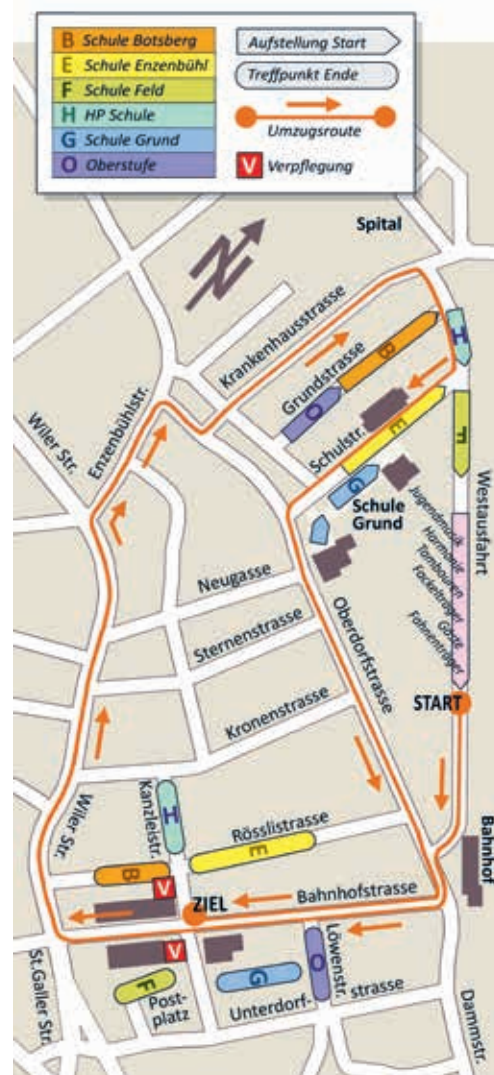 B Schule Botsberg
E Schule Enzenbühl
F Schule Feld
H HP Schule
G Schule Grund
O Oberstufe
Aufstellung Start
Treffpunkt Ende
Umzugsroute
V Verpflegung
N
Spital
Krankenhausstrasse
H
B
Grundstrasse
O
Enzenbühlstr.
Wiler Str.
Schulstr.
E
F
G
Schule
Grund
Westausfahrt
Jugendmusik
Harmonie
Tambouren
Fackelträger
Gäste
Fahnenträger
Neugasse
Oberdorfstrasse
Sternenstrasse
START
Kronenstrasse
Wiler Str.
Kanzleistr.
H
Rösslistrasse
E
Bahnhof
B
V
ZIEL
Bahnhofstrasse
V
St.Galler Str.
F
Post-
platz
G
Löwenstr.
O
Unterdorf-
strasse
Dammstr.